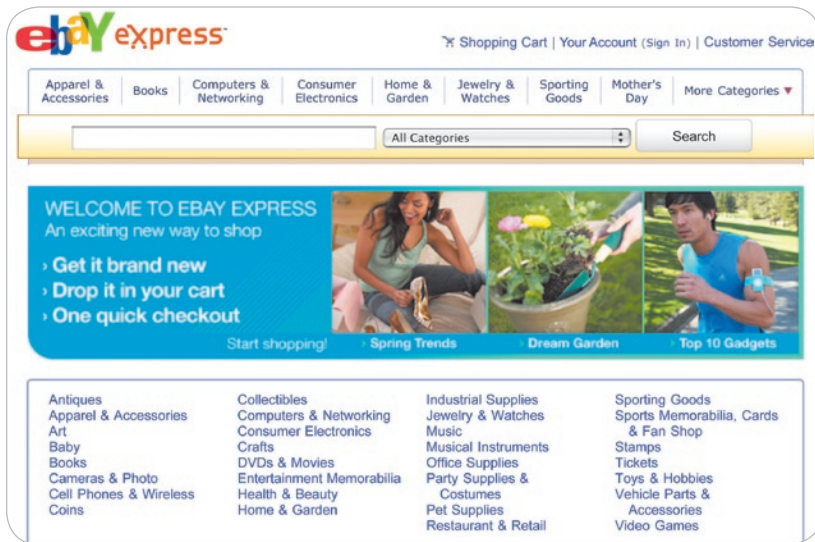 ebay express
Shopping Cart | Your Account (Sign In) | Customer Service
Apparel &
Accessories
Books
Computers &
Networking
Consumer
Electronics
Home &
Garden
Jewelry &
Watches
Sporting
Goods
Mother's
Day
More Categories
All Categories
Search
WELCOME TO EBAY EXPRESS
An exciting new way to shop
› Get it brand new
› Drop it in your cart
› One quick checkout
Start shopping!
› Spring Trends
› Dream Garden
› Top 10 Gadgets
Antiques
Apparel & Accessories
Art
Baby
Books
Cameras & Photo
Cell Phones & Wireless
Coins
Collectibles
Computers & Networking
Consumer Electronics
Crafts
DVDs & Movies
Entertainment Memorabilia
Health & Beauty
Home & Garden
Industrial Supplies
Jewelry & Watches
Music
Musical Instruments
Office Supplies
Party Supplies &
Costumes
Pet Supplies
Restaurant & Retail
Sporting Goods
Sports Memorabilia, Cards
& Fan Shop
Stamps
Tickets
Toys & Hobbies
Vehicle Parts &
Accessories
Video Games